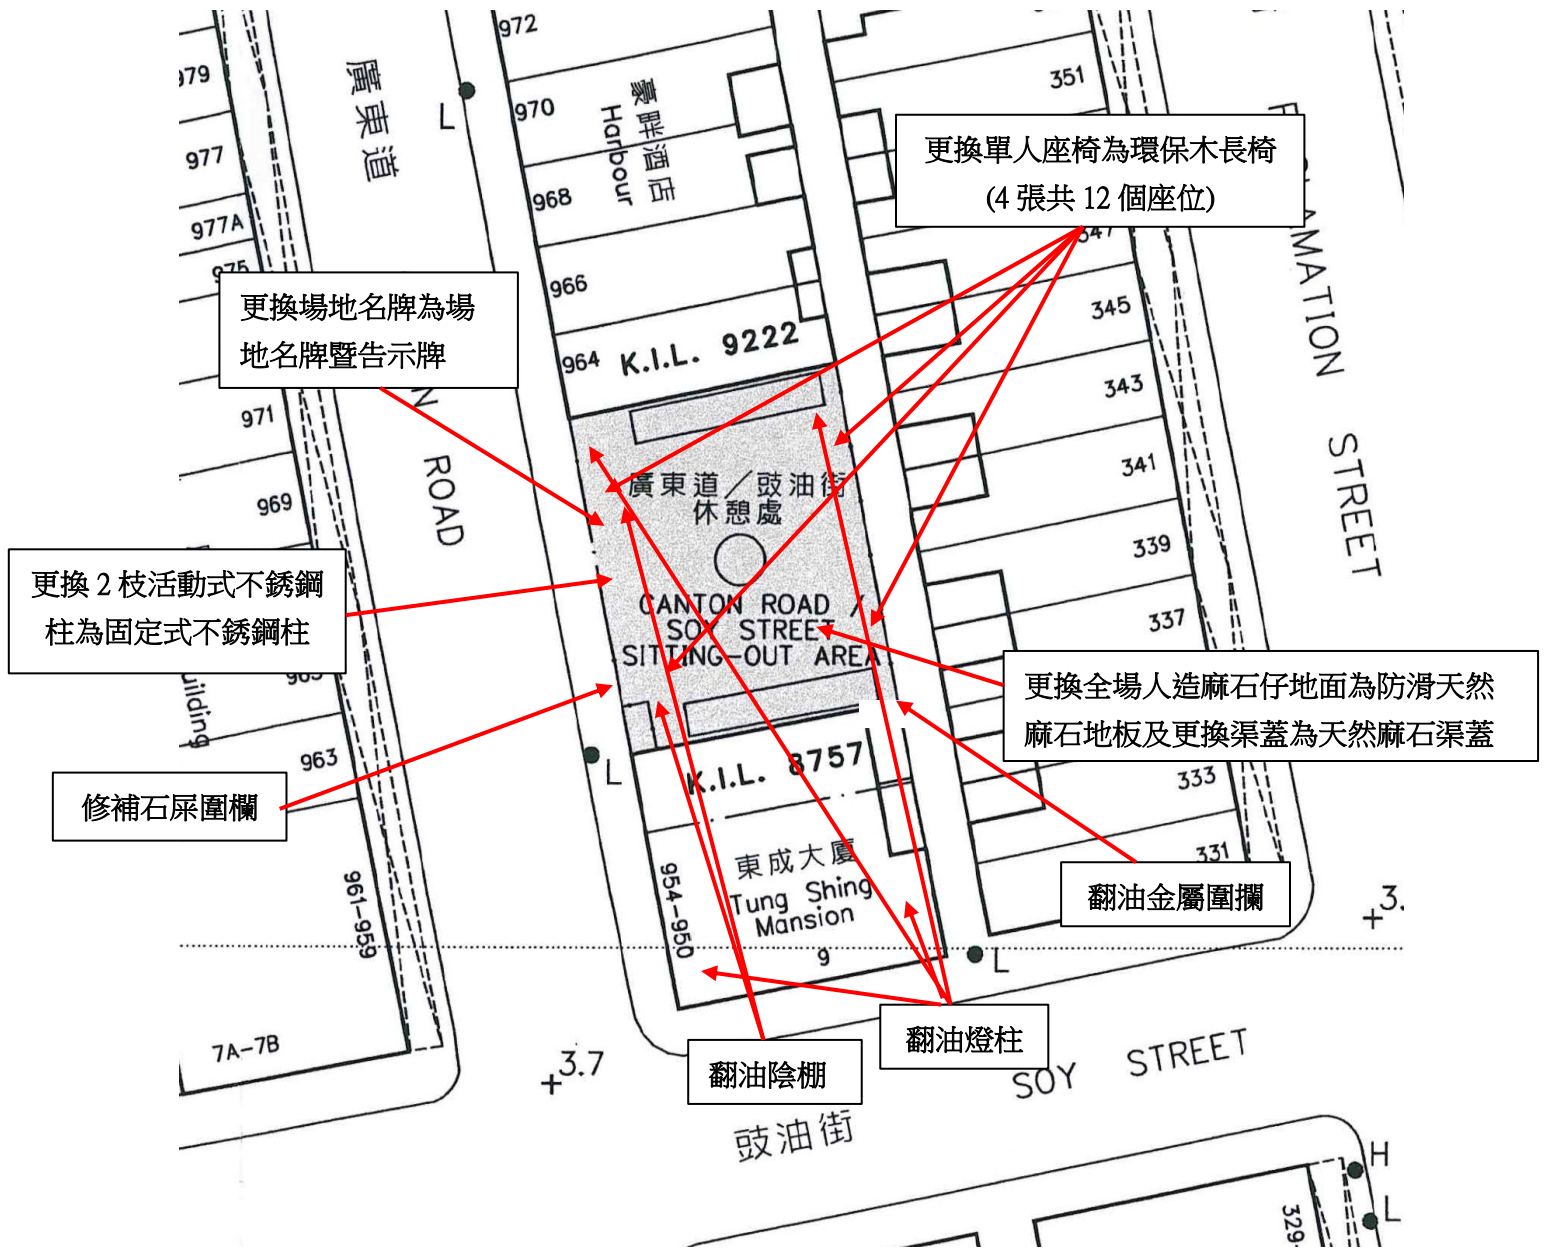 972
979
廣東道
351
L
970
豪畔酒店
Harbour
更換單人座椅為環保木長椅
(4 張共 12 個座位)
977
968
977A
347
AMATION
STREET
975
966
345
更換場地名牌為場
地名牌暨告示牌
964
K.I.L. 9222
343
971
ROAD
341
969
廣東道／豉油街
休憩處
339
更換 2 枝活動式不銹鋼
柱為固定式不銹鋼柱
CANTON ROAD /
SOY STREET
SITTING-OUT AREA
337
更換全場人造麻石仔地面為防滑天然
麻石地板及更換渠蓋為天然麻石渠蓋
uilding
963
L
K.I.L. 8757
333
修補石屎圍欄
331
東成大廈
Tung Shing
Mansion
954-950
961-959
翻油金屬圍攔
3.
9
L
7A-7B
3.7
翻油陰棚
翻油燈柱
SOY STREET
豉油街
H
L
329-